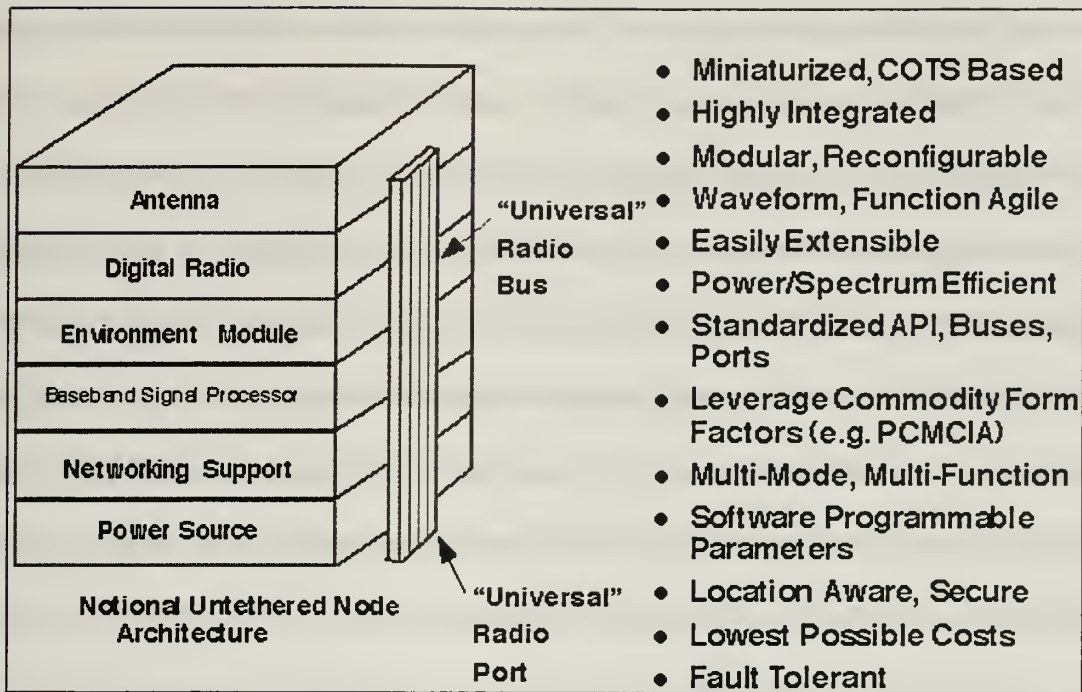 Antenna
Digital Radio
Environment Module
Baseband Signal Processor
Networking Support
Power Source
Notional Untethered Node
Architecture
“Universal”
Radio
Bus
“Universal”
Radio
Port
• Miniaturized, COTS Based
• Highly Integrated
• Modular, Reconfigurable
• Waveform, Function Agile
• Easily Extensible
• Power/Spectrum Efficient
• Standardized API, Buses,
Ports
• Leverage Commodity Form
Factors (e.g. PCMCIA)
• Multi-Mode, Multi-Function
• Software Programmable
Parameters
• Location Aware, Secure
• Lowest Possible Costs
• Fault Tolerant